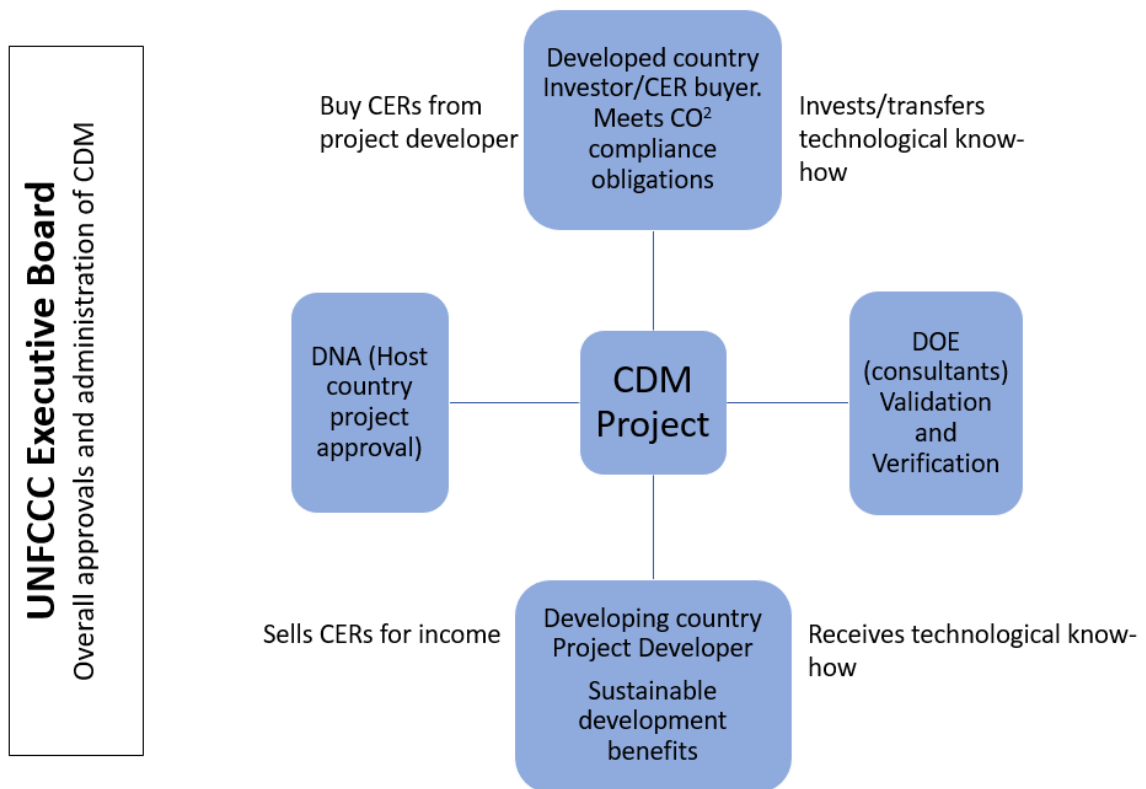 UNFCCC Executive Board
Overall approvals and administration of CDM
Buy CERs from
project developer
Developed country
Investor/CER buyer.
Meets CO²
compliance
obligations
Invests/transfers
technological know-
how
DNA (Host
country
project
approval)
CDM
Project
DOE
(consultants)
Validation
and
Verification
Sells CERs for income
Developing country
Project Developer
Sustainable
development
benefits
Receives technological know-
how